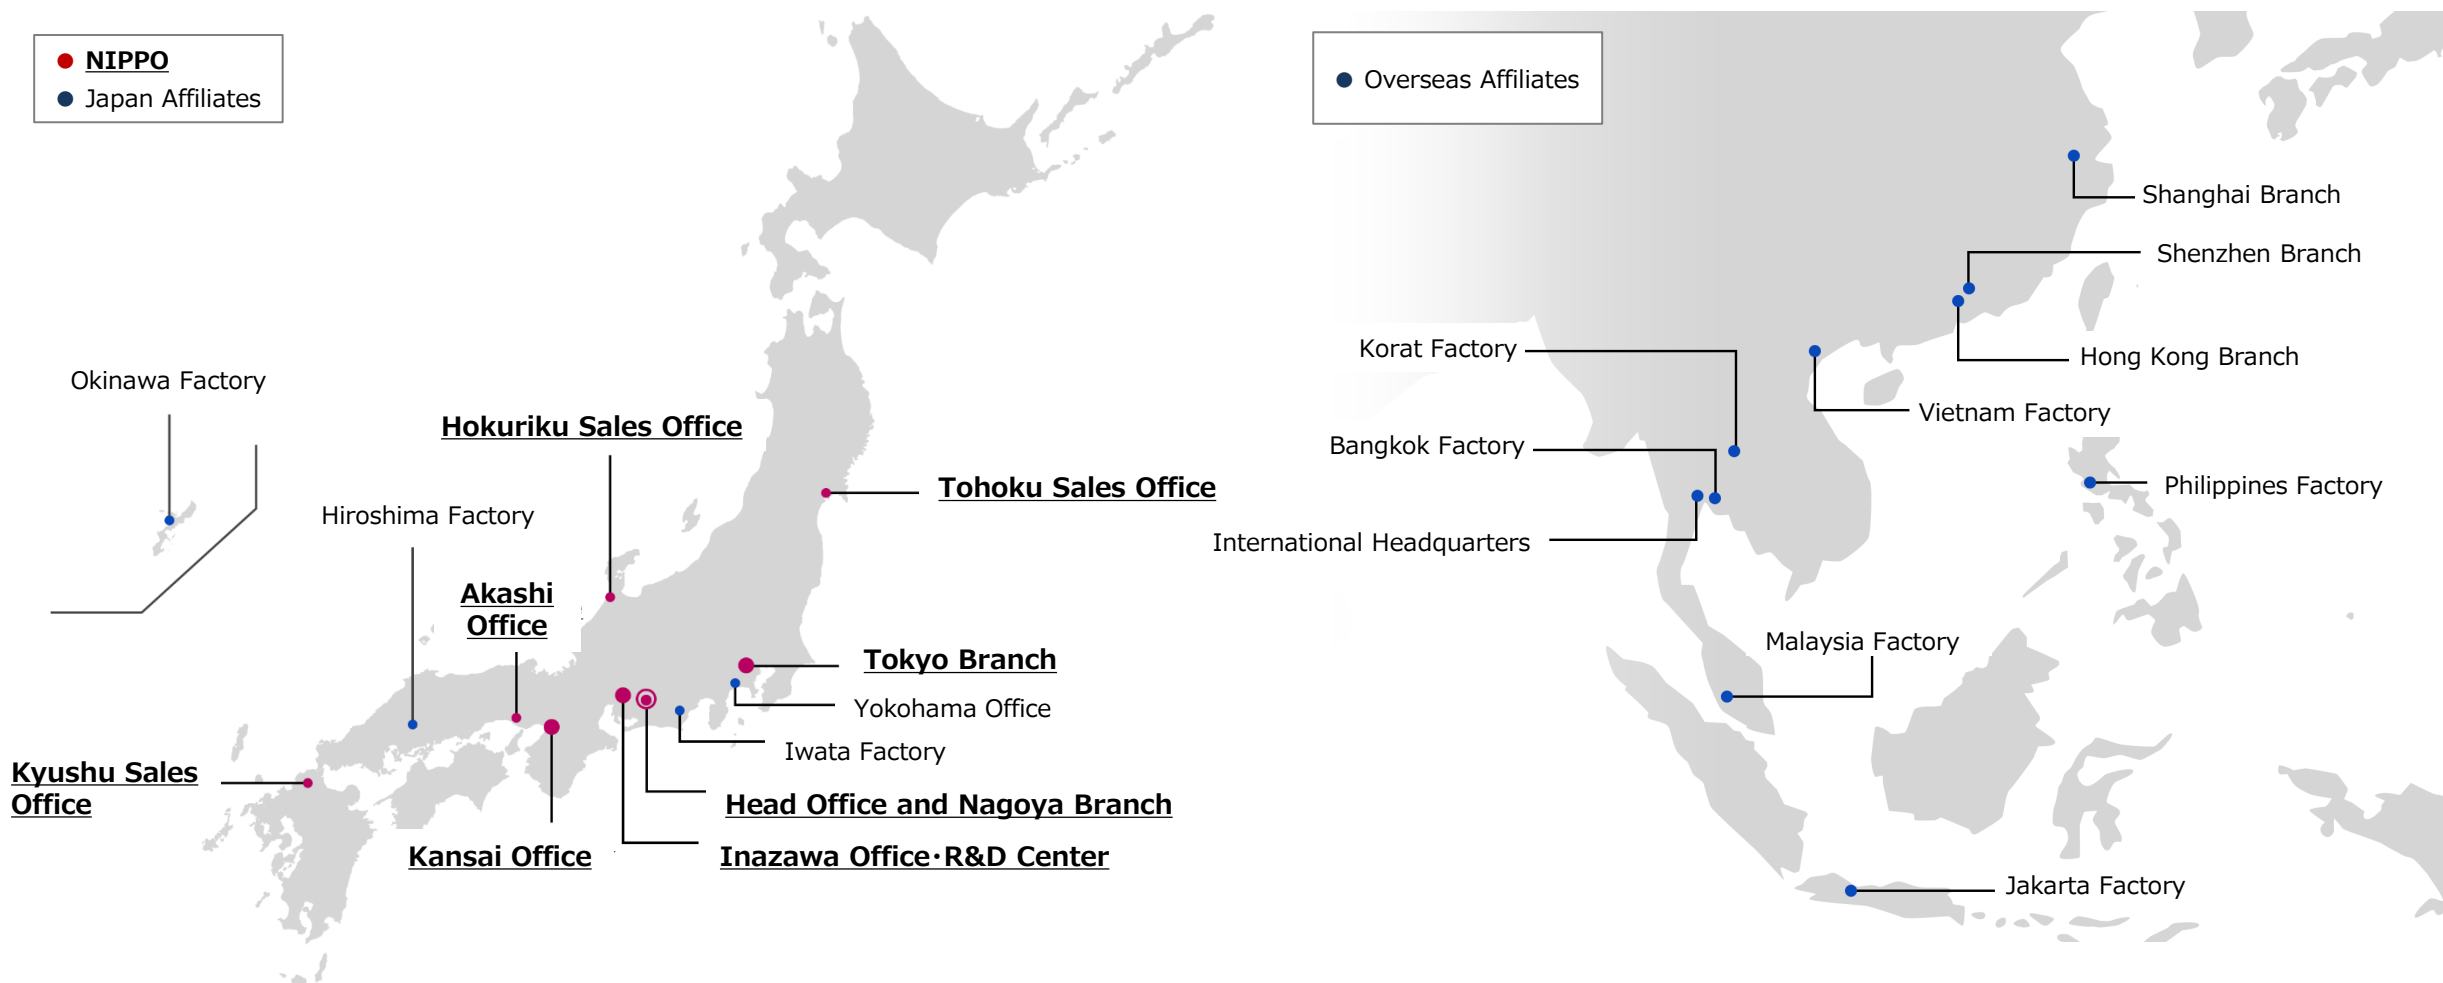 NIPPO
Japan Affiliates
Okinawa Factory
Hokuriku Sales Office
Tohoku Sales Office
Hiroshima Factory
Akashi
Office
Tokyo Branch
Yokohama Office
Iwata Factory
Kyushu Sales
Office
Head Office and Nagoya Branch
Kansai Office
Inazawa Office・R&D Center
Overseas Affiliates
Shanghai Branch
Shenzhen Branch
Korat Factory
Hong Kong Branch
Vietnam Factory
Bangkok Factory
Philippines Factory
International Headquarters
Malaysia Factory
Jakarta Factory